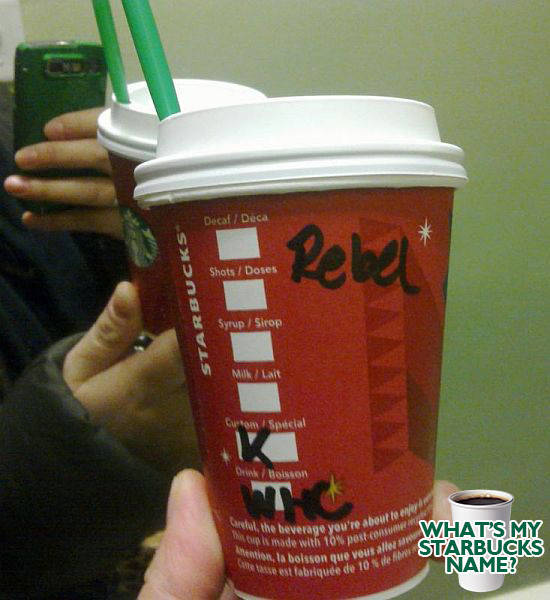 Decaf / Déca
Rebel
Shots / Doses
Syrup / Sirop
Milk / Lait
Custom / Spécial
K
Drink / Boisson
WHC
STARBUCKS®
Careful, the beverage you're about to enjoy
This cup is made with 10% post-consumer
Attention, la boisson que vous allez
Cette tasse est fabriquée de 10 % de
WHAT'S MY
STARBUCKS
NAME?